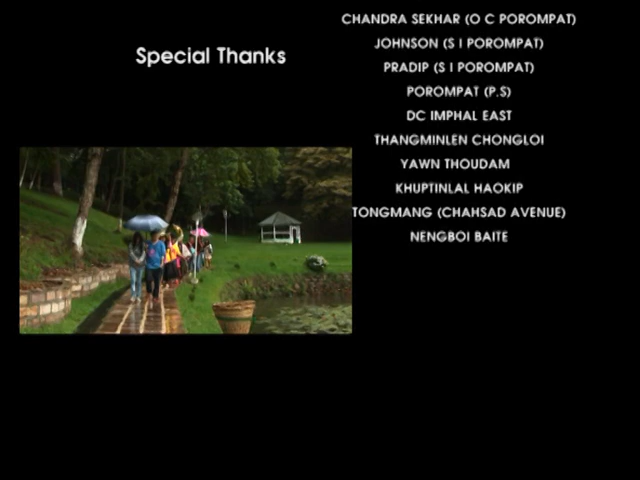 Special Thanks
CHANDRA SEKHAR (O C POROMPAT)
JOHNSON (S I POROMPAT)
PRADIP (S I POROMPAT)
POROMPAT (P.S)
DC IMPHAL EAST
THANGMINLEN CHONGLOI
YAWN THOUDAM
KHUPTINLAL HAOKIP
TONGMANG (CHAHSAD AVENUE)
NENGBOI BAITE